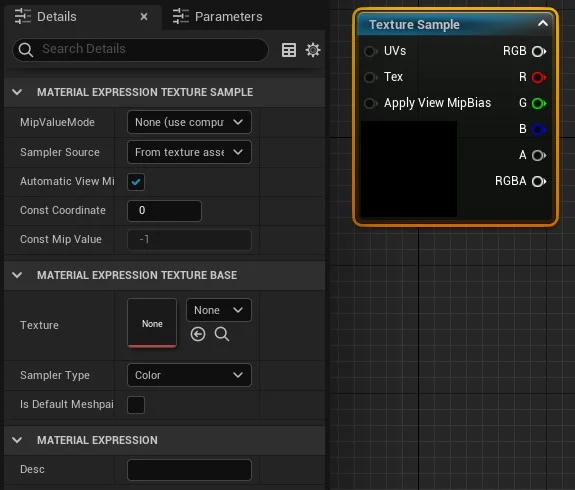 Details × Parameters
Search Details
MATERIAL EXPRESSION TEXTURE SAMPLE
MipValueMode None (use comput
Sampler Source From texture asse
Automatic View Mi
Const Coordinate 0
Const Mip Value -1
MATERIAL EXPRESSION TEXTURE BASE
Texture None None
Sampler Type Color
Is Default Meshpai
MATERIAL EXPRESSION
Desc
Texture Sample
UVs RGB
Tex R
Apply View MipBias G
B
A
RGBA